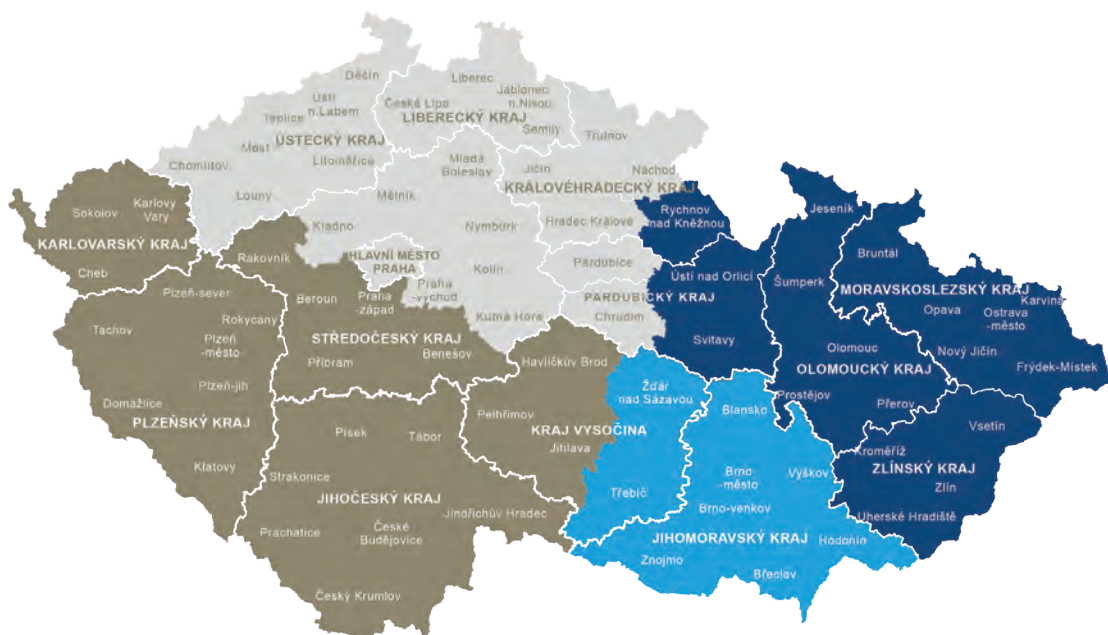 Děčín
Liberec
Jablonec
n.Nisou
Ústí
n.Labem
Česká Lípa
Teplice
LIBERECKÝ KRAJ
Semily
Trutnov
ÚSTECKÝ KRAJ
Most
Litoměřice
Chomutov
Mladá
Boleslav
Jičín
Náchod
Louny
Mělník
KRÁLOVÉHRADECKÝ KRAJ
Karlovy
Vary
Sokolov
Rychnov
nad Kněžnou
Jeseník
Kladno
Nymburk
Hradec Králové
KARLOVARSKÝ KRAJ
Rakovník
HLAVNÍ MĚSTO
PRAHA
Bruntál
Cheb
Kolín
Pardubice
Ústí nad Orlicí
Šumperk
Plzeň-sever
Beroun
Praha
-západ
Praha
-východ
PARDUBICKÝ KRAJ
MORAVSKOSLEZSKÝ KRAJ
Karviná
Opava
Ostrava
-město
Tachov
Rokycany
Kutná Hora
Chrudim
Plzeň
-město
STŘEDOČESKÝ KRAJ
Svitavy
Benešov
Příbram
Havlíčkův Brod
Olomouc
Nový Jičín
OLOMOUCKÝ KRAJ
Frýdek-Místek
Plzeň-jih
Žďár
nad Sázavou
Prostějov
Přerov
Domažlice
Pelhřimov
Blansko
PLZEŇSKÝ KRAJ
Písek
Tábor
KRAJ VYSOČINA
Vsetín
Jihlava
Kroměříž
Klatovy
Strakonice
Brno
-město
Vyškov
ZLÍNSKÝ KRAJ
Zlín
JIHOČESKÝ KRAJ
Třebíč
Jindřichův Hradec
Brno-venkov
Uherské Hradiště
Prachatice
České
Budějovice
JIHOMORAVSKÝ KRAJ
Hodonín
Znojmo
Břeclav
Český Krumlov